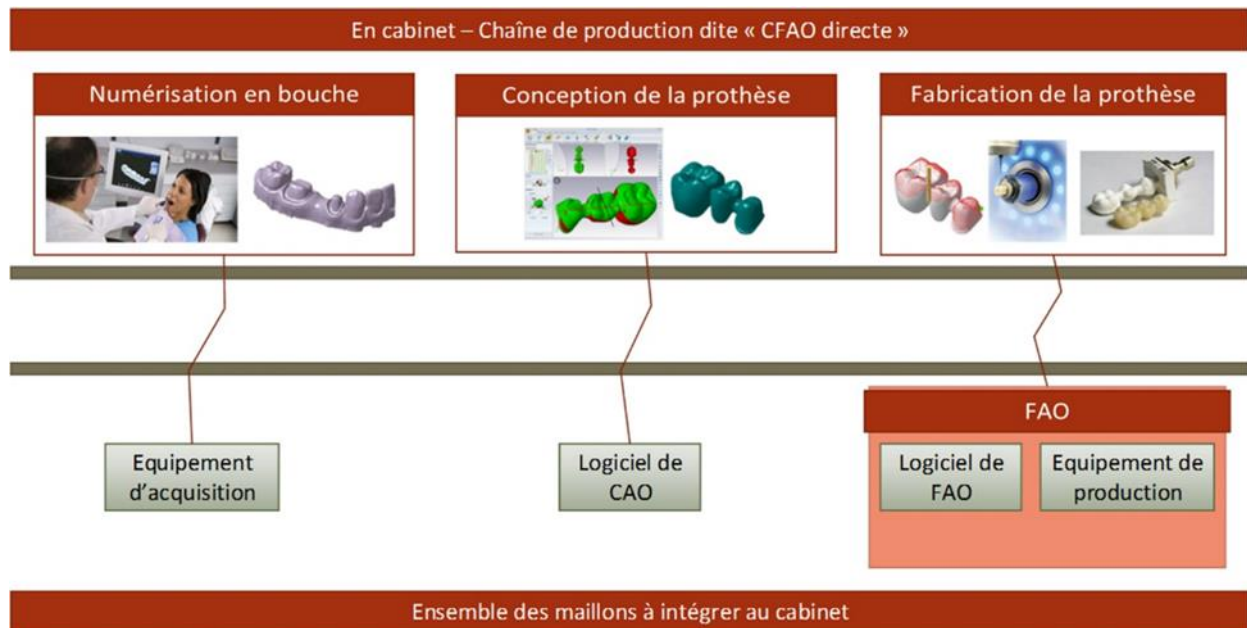 En cabinet – Chaîne de production dite « CFAO directe »
Numérisation en bouche
Conception de la prothèse
Fabrication de la prothèse
Equipement
d’acquisition
Logiciel de
CAO
FAO
Logiciel de
FAO
Equipement de
production
Ensemble des maillons à intégrer au cabinet